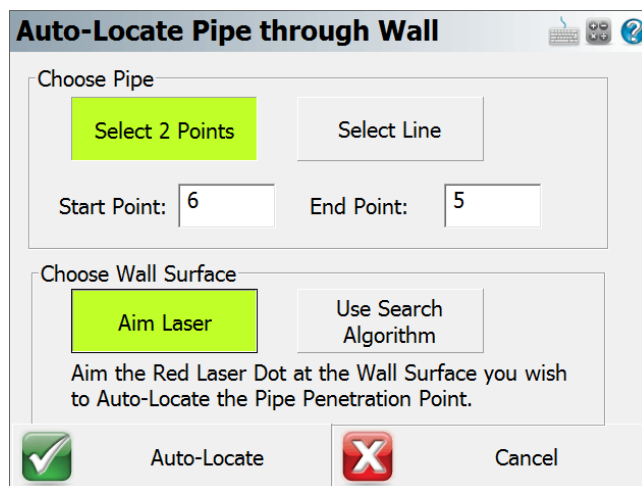 Auto-Locate Pipe through Wall
Choose Pipe
Select 2 Points
Select Line
Start Point: 6 End Point: 5
Choose Wall Surface
Aim Laser
Use Search
Algorithm
Aim the Red Laser Dot at the Wall Surface you wish
to Auto-Locate the Pipe Penetration Point.
Auto-Locate
Cancel